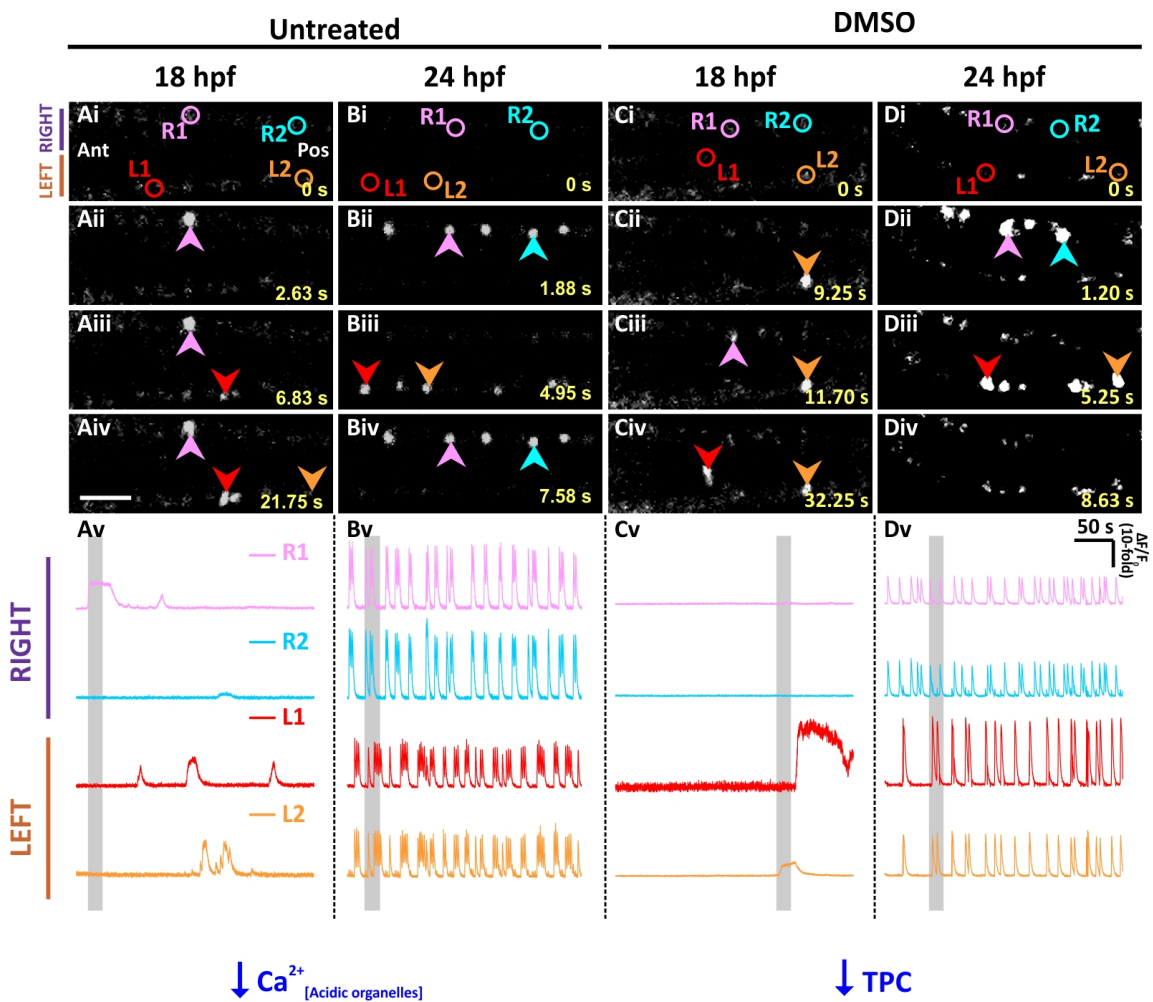 Untreated
DMSO
18 hpf
24 hpf
18 hpf
24 hpf
RIGHT
LEFT
Ai
R1
R2
Ant
Pos
L1
L2
0 s
Bi
R1
R2
L1
L2
0 s
Ci
R1
R2
L1
L2
0 s
Di
R1
R2
L1
L2
0 s
Aii
2.63 s
Bii
1.88 s
Cii
9.25 s
Dii
1.20 s
Aiii
6.83 s
Biii
4.95 s
Ciii
11.70 s
Diii
5.25 s
Aiv
21.75 s
Biv
7.58 s
Civ
32.25 s
Div
8.63 s
Av
Bv
Cv
Dv
50 s
ΔF/F₀
(10-fold)
RIGHT
R1
R2
LEFT
L1
L2
↓ Ca²⁺ [Acidic organelles]
↓ TPC